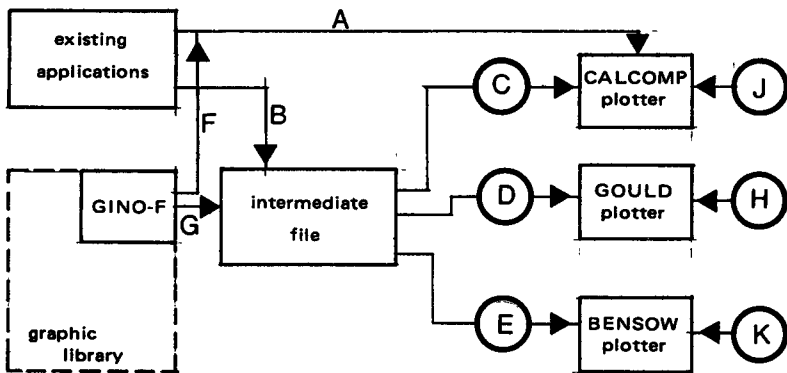 A
existing
applications
F
B
C
CALCOMP
plotter
J
GINO-F
G
intermediate
file
D
GOULD
plotter
H
graphic
library
E
BENSOW
plotter
K